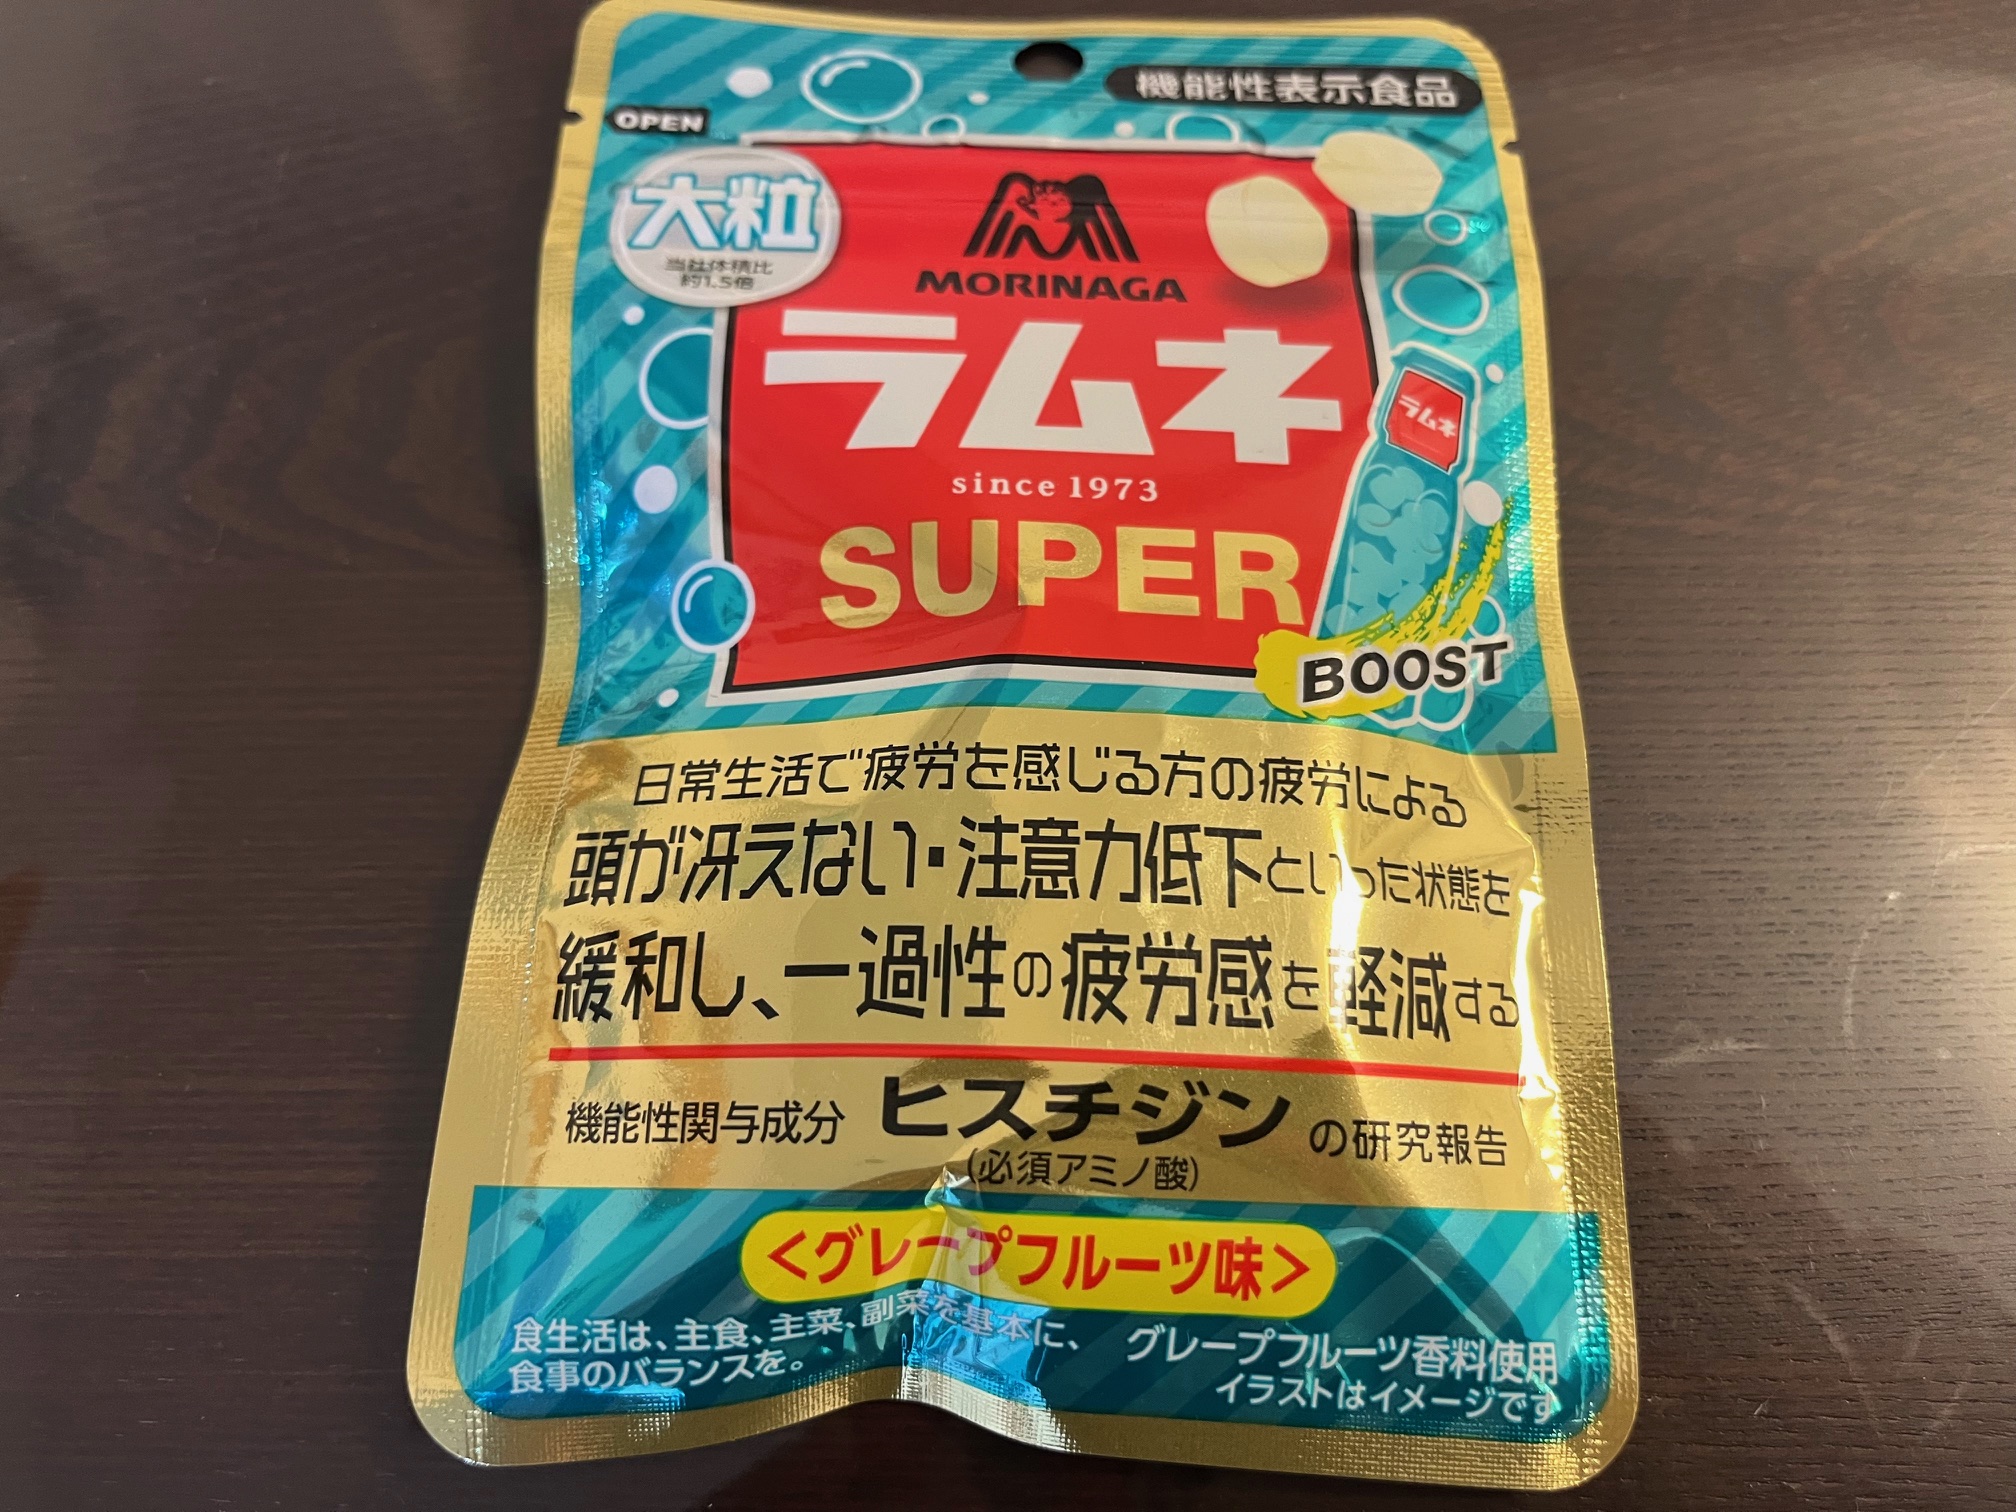 機能性表示食品
OPEN
大粒
当社体積比
約1.5倍
MORINAGA
ラムネ
since 1973
SUPER
ラムネ
BOOST
日常生活で疲労を感じる方の疲労による
頭が冴えない・注意力低下といった状態を
緩和し、一過性の疲労感を軽減する
機能性関与成分 ヒスチジン の研究報告
(必須アミノ酸)
<グレープフルーツ味>
食生活は、主食、主菜、副菜を基本に、
食事のバランスを。
グレープフルーツ香料使用
イラストはイメージです